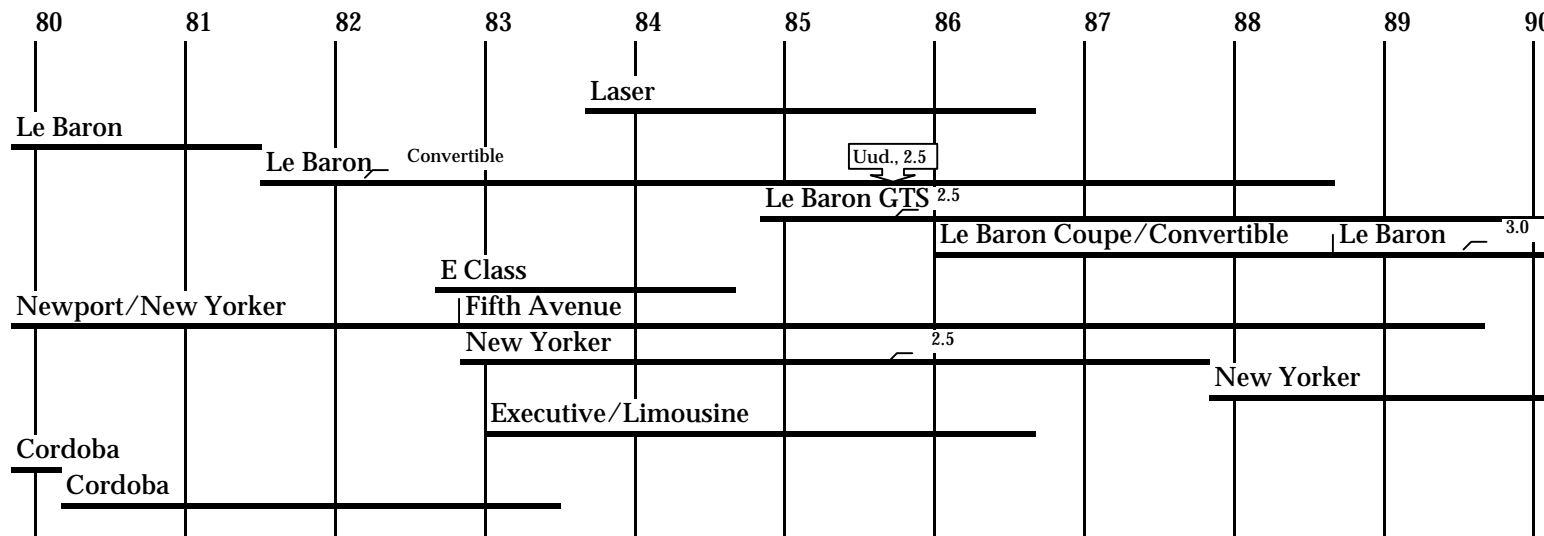 80 81 82 83 84 85 86 87 88 89 90
Laser
Le Baron
Le Baron Convertible Uud., 2.5
Le Baron GTS 2.5
Le Baron Coupe/Convertible Le Baron 3.0
E Class
Newport/New Yorker Fifth Avenue
New Yorker 2.5
New Yorker
Executive/Limousine
Cordoba
Cordoba